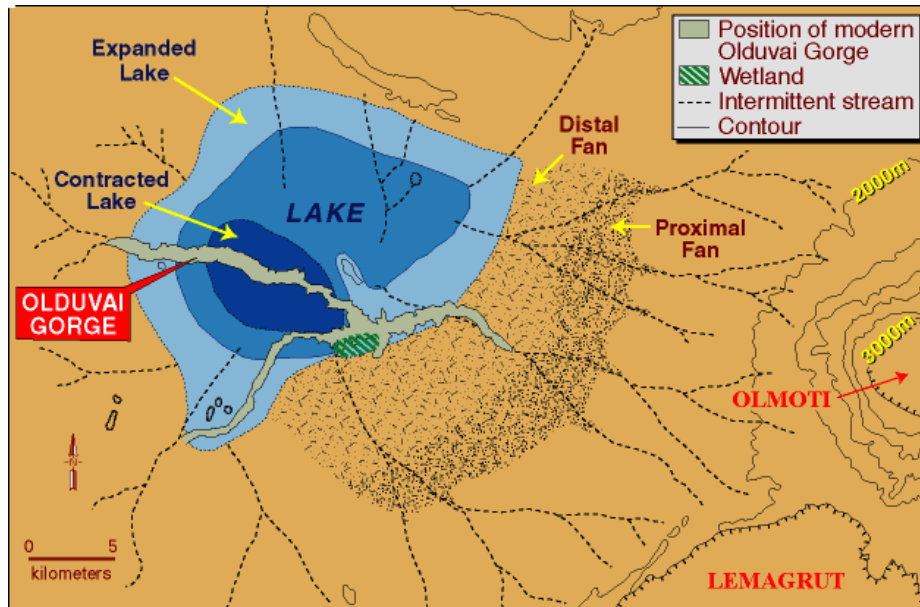 Expanded
Lake
Position of modern
Olduvai Gorge
Wetland
Intermittent stream
Contour
Distal
Fan
Contracted
Lake
LAKE
2000m
Proximal
Fan
OLDUVAI
GORGE
3000m
OLMOTI
N
0 5
kilometers
LEMAGRUT